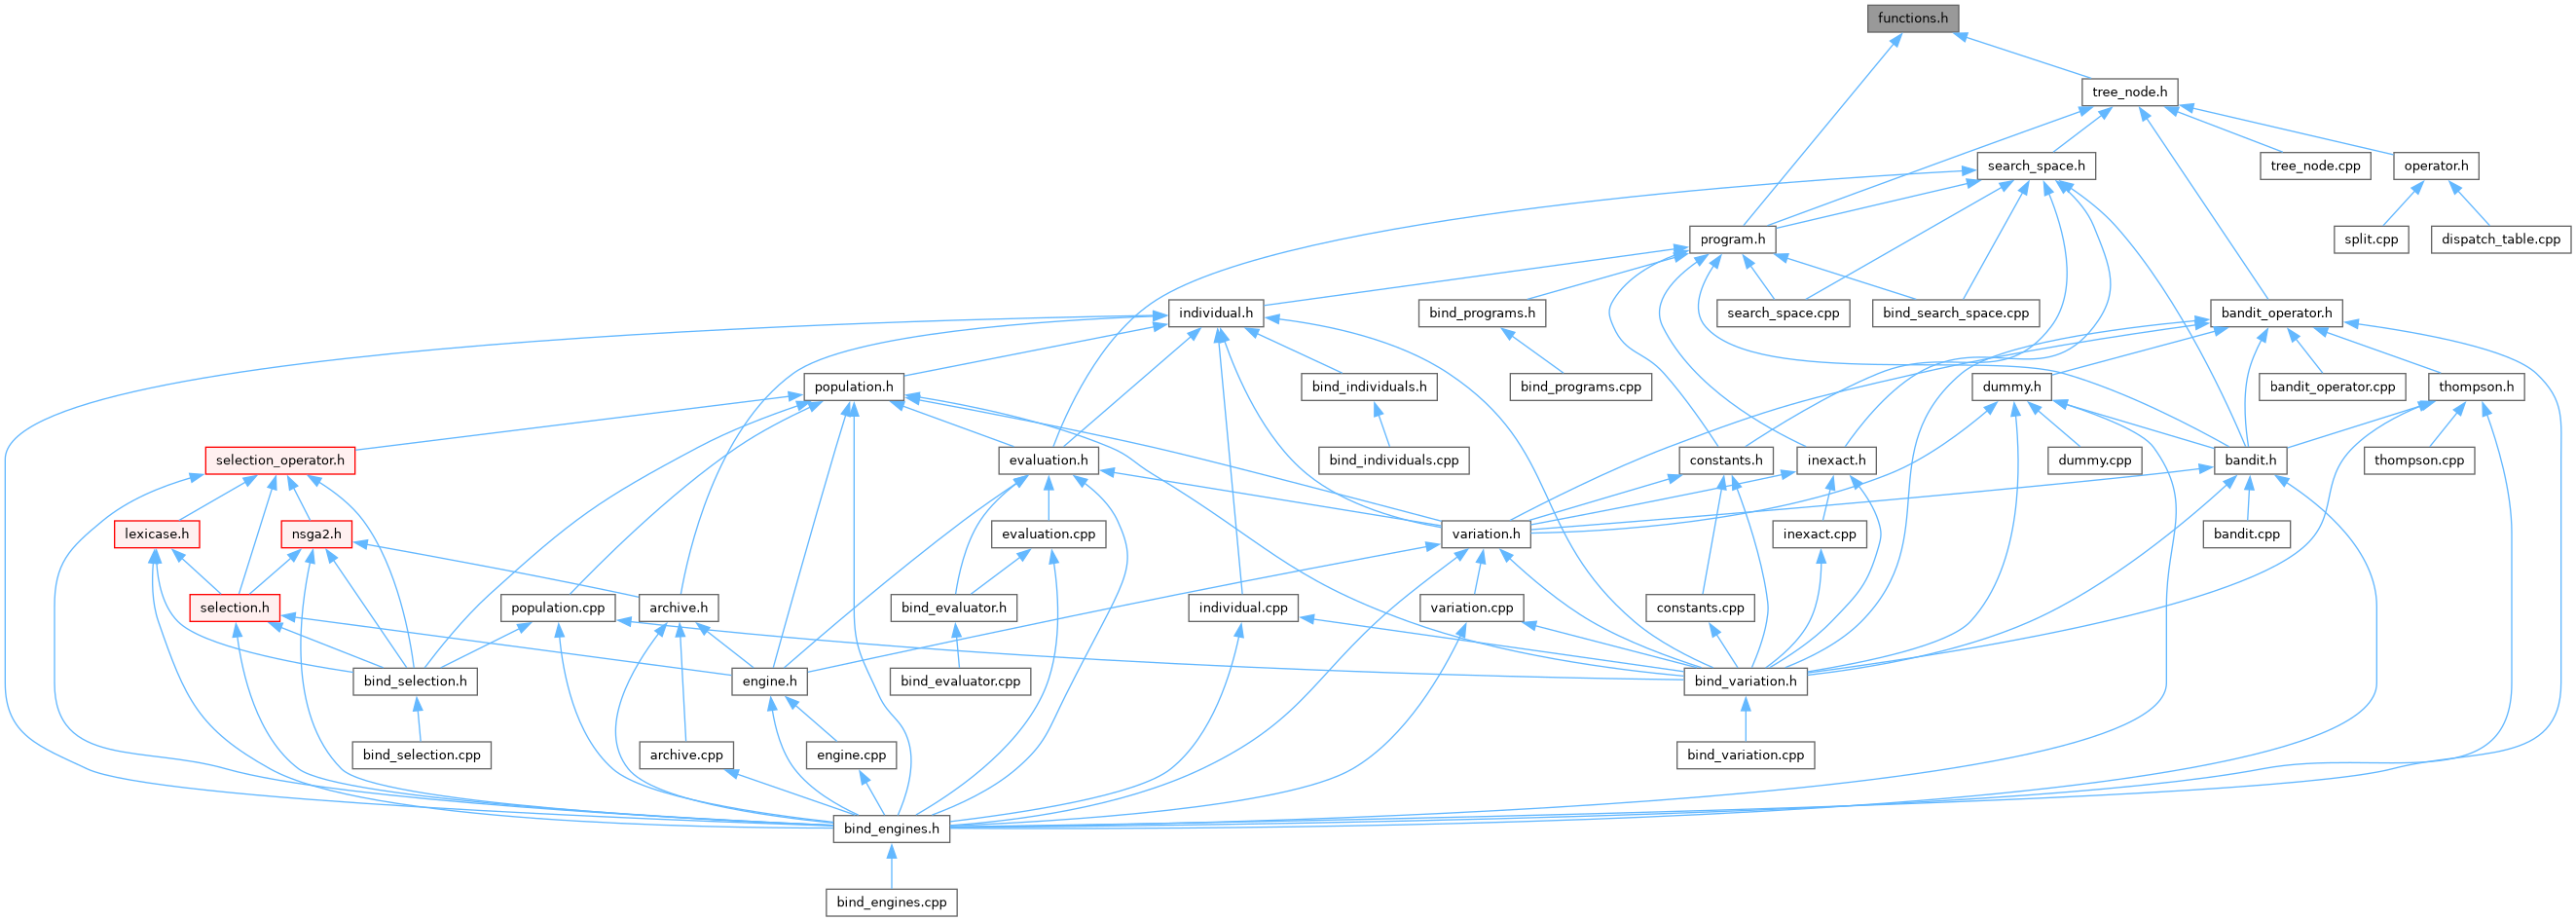 functions.h
tree_node.h
search_space.h
tree_node.cpp
operator.h
program.h
split.cpp
dispatch_table.cpp
individual.h
bind_programs.h
search_space.cpp
bind_search_space.cpp
bandit_operator.h
population.h
bind_individuals.h
bind_programs.cpp
dummy.h
bandit_operator.cpp
thompson.h
selection_operator.h
evaluation.h
bind_individuals.cpp
constants.h
inexact.h
dummy.cpp
bandit.h
thompson.cpp
lexicase.h
nsga2.h
evaluation.cpp
variation.h
inexact.cpp
bandit.cpp
selection.h
population.cpp
archive.h
bind_evaluator.h
individual.cpp
variation.cpp
constants.cpp
bind_selection.h
engine.h
bind_evaluator.cpp
bind_variation.h
bind_selection.cpp
archive.cpp
engine.cpp
bind_variation.cpp
bind_engines.h
bind_engines.cpp